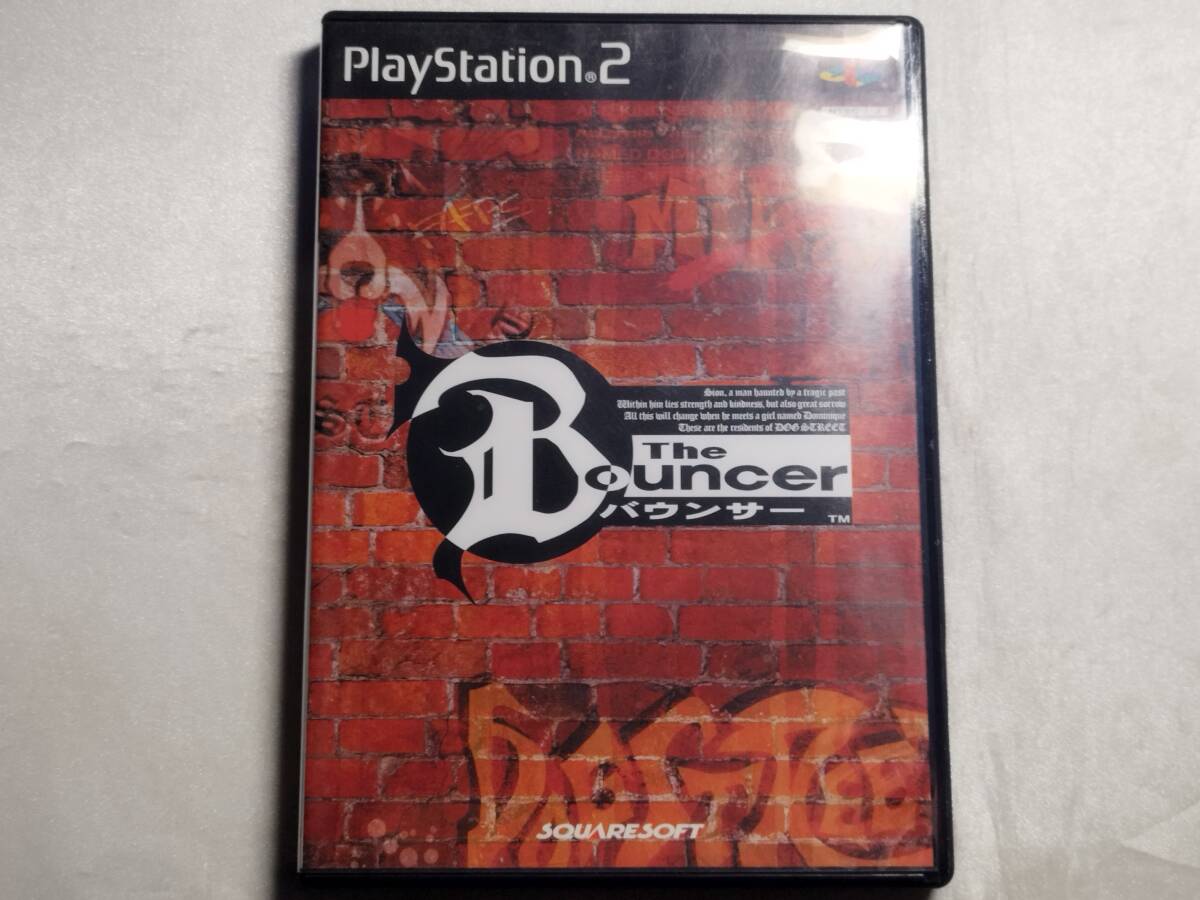 PlayStation®2
Sion, a man haunted by a tragic past
Within him lies strength and kindness, but also great sorrow
All this will change when he meets a girl named Dominique
These are the residents of DOG STREET
The
Bouncer
バウンサー
TM
SQUARESOFT